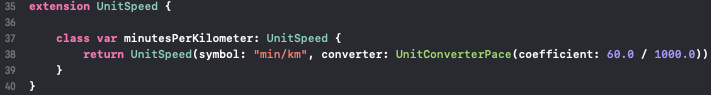 35 extension UnitSpeed {
36
37     class var minutesPerKilometer: UnitSpeed {
38         return UnitSpeed(symbol: "min/km", converter: UnitConverterPace(coefficient: 60.0 / 1000.0))
39     }
40 }